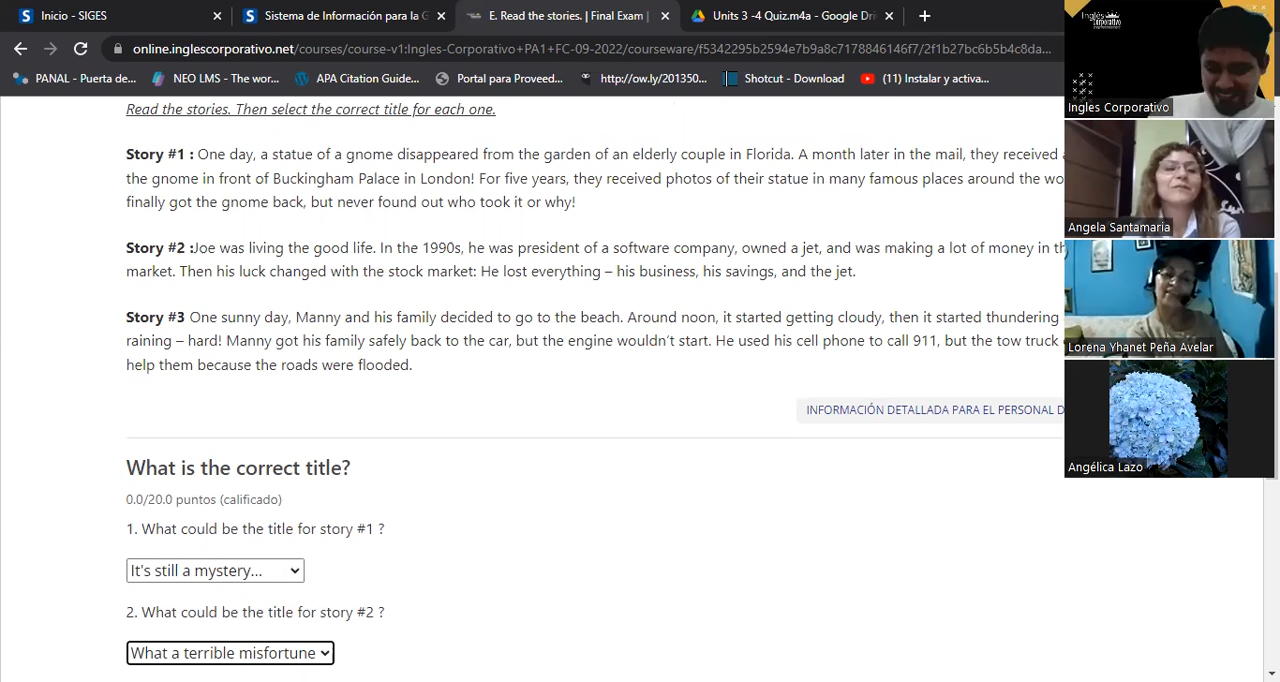 Inicio - SIGES
Sistema de Información para la G
E. Read the stories. | Final Exam |
Units 3 -4 Quiz.m4a - Google Dri
online.inglescorporativo.net/courses/course-v1:Ingles-Corporativo+PA1+FC-09-2022/courseware/f5342295b2594e7b9a8c7178846146f7/2f1b27bc6b5b4c8da...
PANAL - Puerta de...
NEO LMS - The wor...
APA Citation Guide...
Portal para Proveed...
http://ow.ly/201350...
Shotcut - Download
(11) Instalar y activa...
Read the stories. Then select the correct title for each one.
Story #1 : One day, a statue of a gnome disappeared from the garden of an elderly couple in Florida. A month later in the mail, they received
the gnome in front of Buckingham Palace in London! For five years, they received photos of their statue in many famous places around the wo
finally got the gnome back, but never found out who took it or why!
Story #2 :Joe was living the good life. In the 1990s, he was president of a software company, owned a jet, and was making a lot of money in th
market. Then his luck changed with the stock market: He lost everything – his business, his savings, and the jet.
Story #3 One sunny day, Manny and his family decided to go to the beach. Around noon, it started getting cloudy, then it started thundering
raining – hard! Manny got his family safely back to the car, but the engine wouldn´t start. He used his cell phone to call 911, but the tow truck
help them because the roads were flooded.
INFORMACIÓN DETALLADA PARA EL PERSONAL D
What is the correct title?
0.0/20.0 puntos (calificado)
1. What could be the title for story #1 ?
It's still a mystery...
2. What could be the title for story #2 ?
What a terrible misfortune
Inglés
corporativo
Ingles Corporativo
Angela Santamaria
Lorena Yhanet Peña Avelar
Angélica Lazo